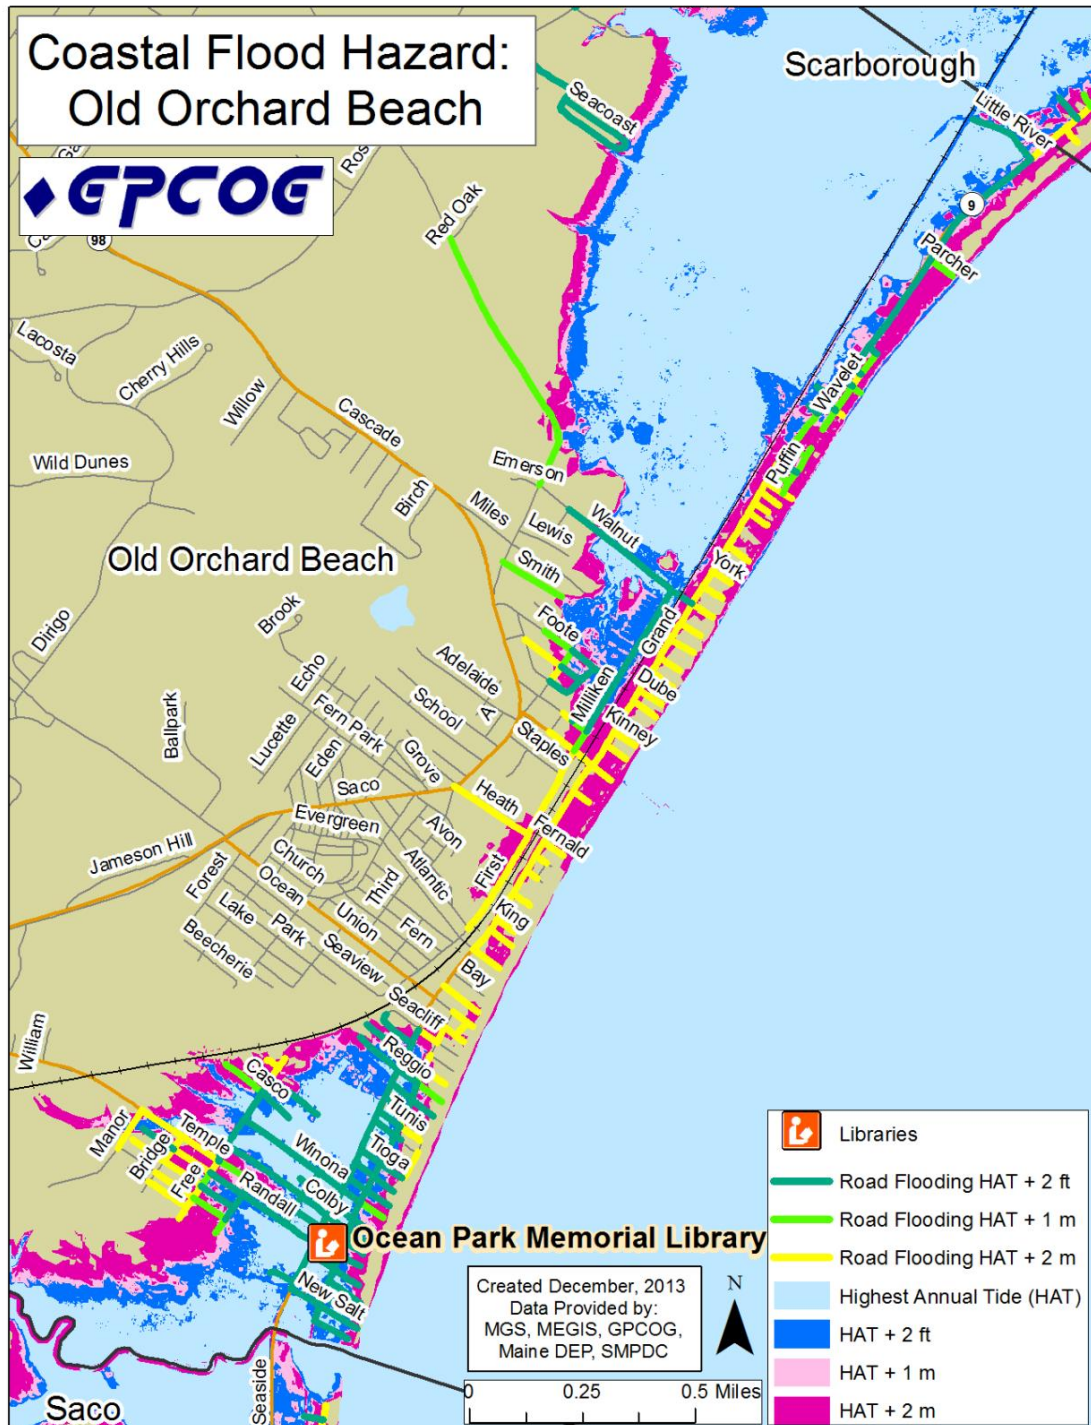 Coastal Flood Hazard:
Old Orchard Beach
GPCOG
Scarborough
Seacoast
Little River
9
Ros
98
Red Oak
Parcher
Lacosta
Cherry Hills
Willow
Cascade
Wavelet
Wild Dunes
Emerson
Puffin
Birch
Miles
Lewis
Walnut
Old Orchard Beach
Smith
York
Brook
Foote
Grand
Dirigo
Echo
Adelaide
Milliken
Dube
Ballpark
Fern Park
School
A
Kinney
Lucette
Eden
Grove
Staples
Saco
Heath
Evergreen
Avon
Fernald
Jameson Hill
Church
Atlantic
First
Forest
Ocean
Third
King
Lake
Park
Union
Fern
Beecherie
Seaview
Bay
Seacliff
William
Reggio
Casco
Tunis
Manor
Temple
Winona
Tioga
Bridge
Free
Randall
Colby
Ocean Park Memorial Library
New Salt
Seaside
Saco
Created December, 2013
Data Provided by:
MGS, MEGIS, GPCOG,
Maine DEP, SMPDC
N
0 0.25 0.5 Miles
Libraries
Road Flooding HAT + 2 ft
Road Flooding HAT + 1 m
Road Flooding HAT + 2 m
Highest Annual Tide (HAT)
HAT + 2 ft
HAT + 1 m
HAT + 2 m